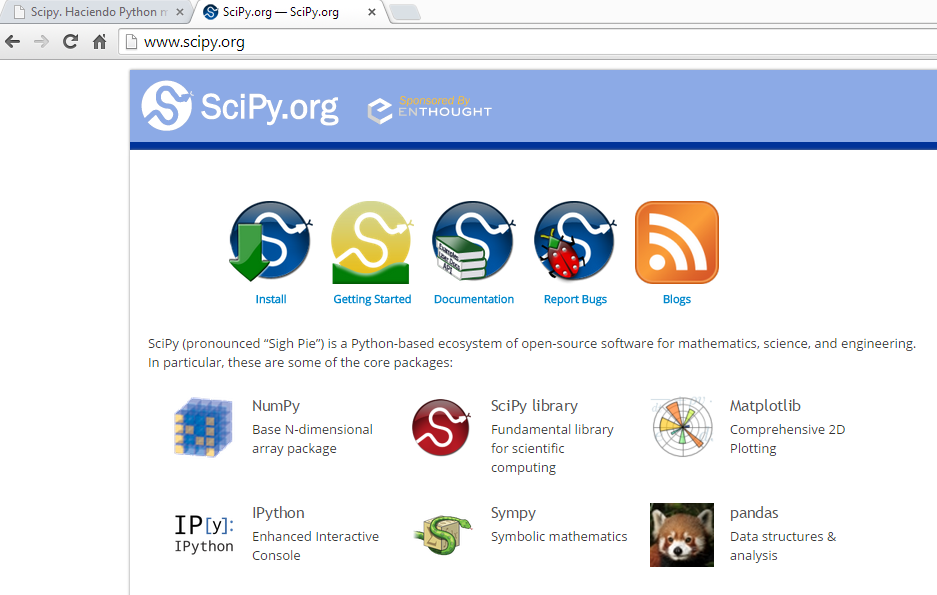 Scipy. Haciendo Python m
SciPy.org — SciPy.org
www.scipy.org
SciPy.org
Sponsored By
ENTHOUGHT
Install
Getting Started
Documentation
Report Bugs
Blogs
SciPy (pronounced “Sigh Pie”) is a Python-based ecosystem of open-source software for mathematics, science, and engineering.
In particular, these are some of the core packages:
NumPy
Base N-dimensional
array package
SciPy library
Fundamental library
for scientific
computing
Matplotlib
Comprehensive 2D
Plotting
IP[y]:
IPython
IPython
Enhanced Interactive
Console
Sympy
Symbolic mathematics
pandas
Data structures &
analysis